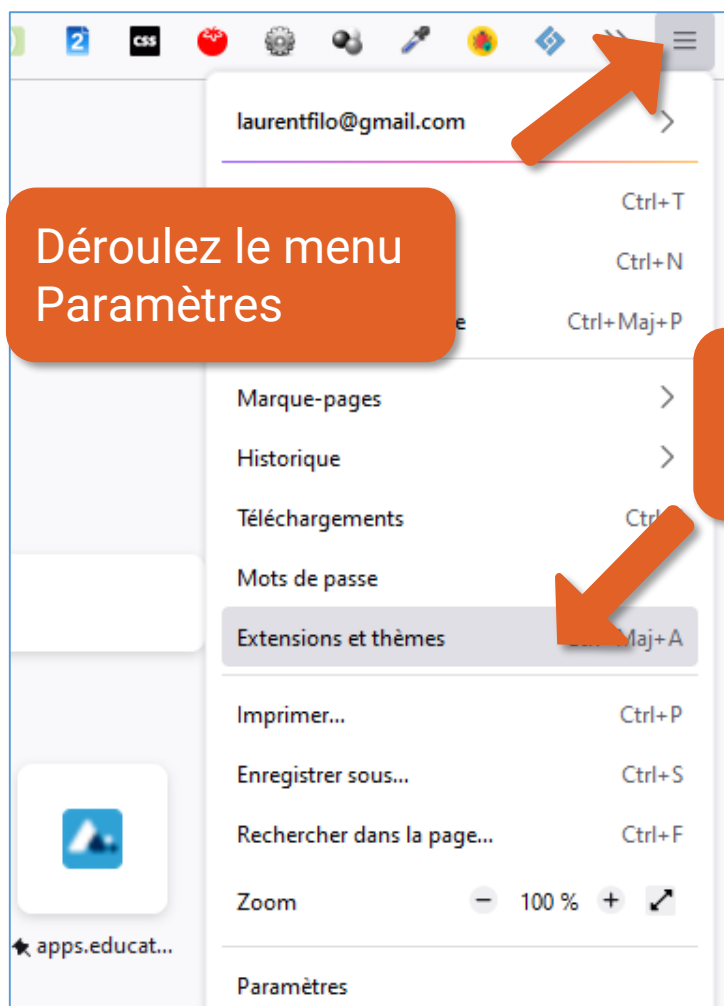 2
css
laurentfilo@gmail.com
Ctrl+T
Déroulez le menu
Paramètres
Ctrl+N
e Ctrl+Maj+P
Marque-pages
Historique
Téléchargements Ctrl
Mots de passe
Extensions et thèmes Maj+A
Imprimer... Ctrl+P
Enregistrer sous... Ctrl+S
Rechercher dans la page... Ctrl+F
Zoom − 100 % +
apps.educat...
Paramètres